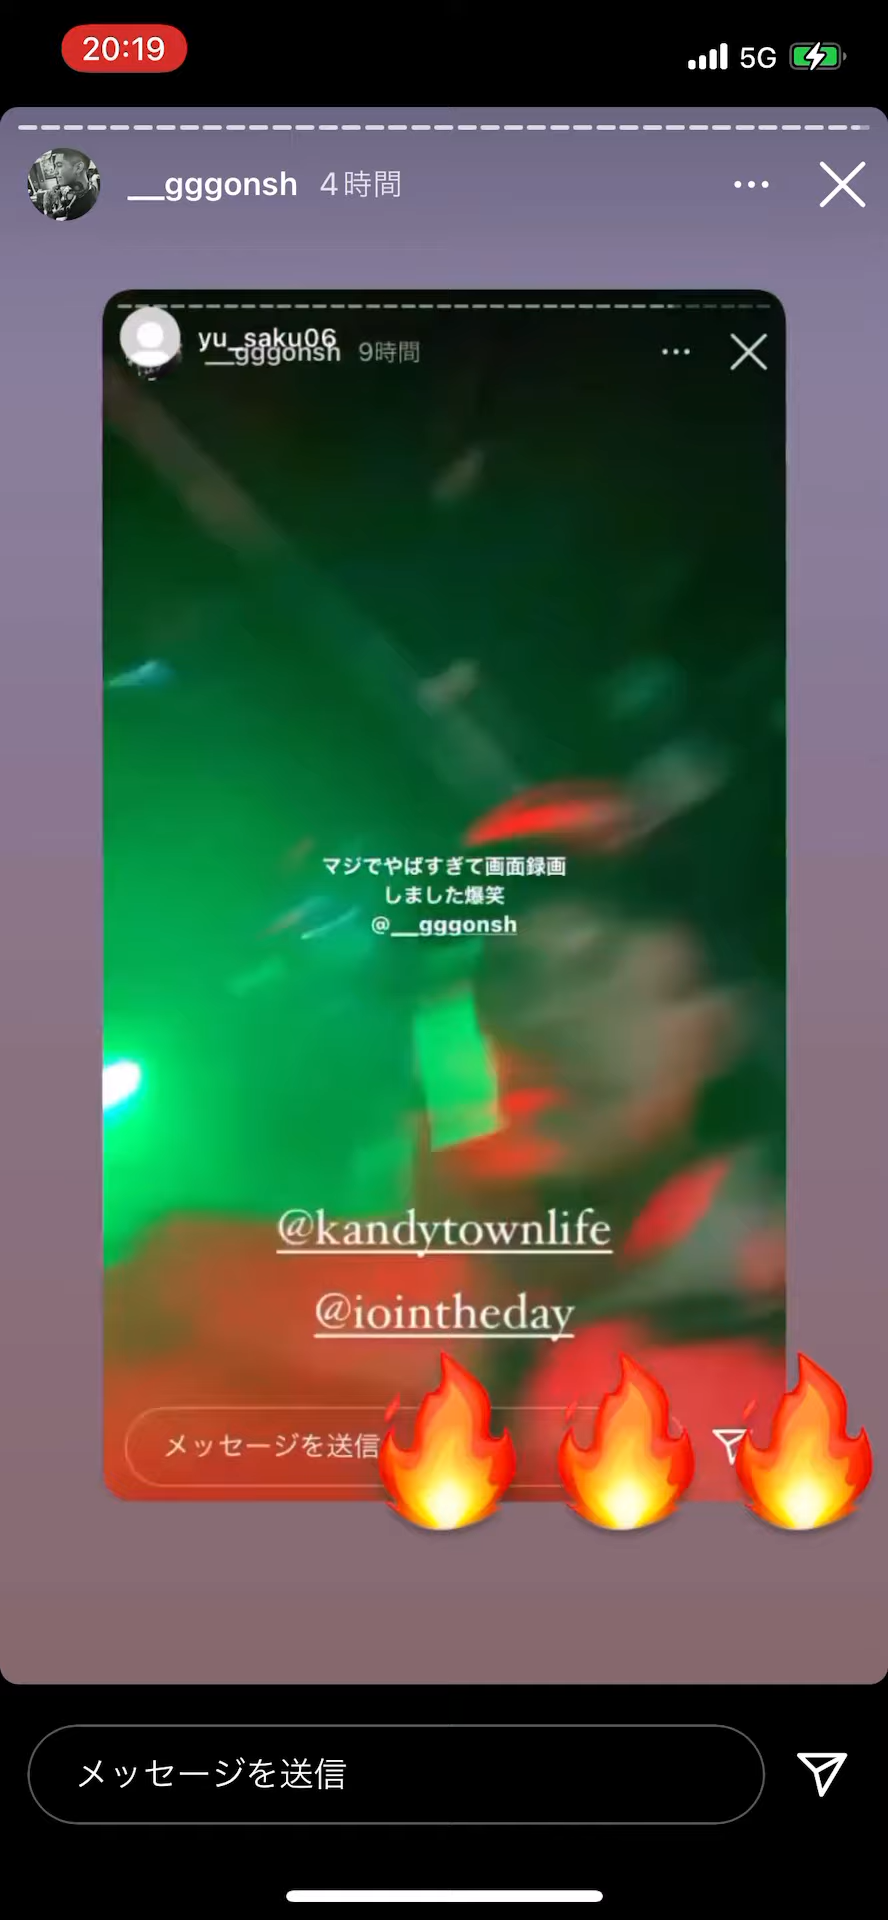 20:19
5G
__gggonsh 4時間
yu_saku06
__gggonsh 9時間
マジでやばすぎて画面録画
しました爆笑
@__gggonsh
@kandytownlife
@iointheday
メッセージを送信
メッセージを送信